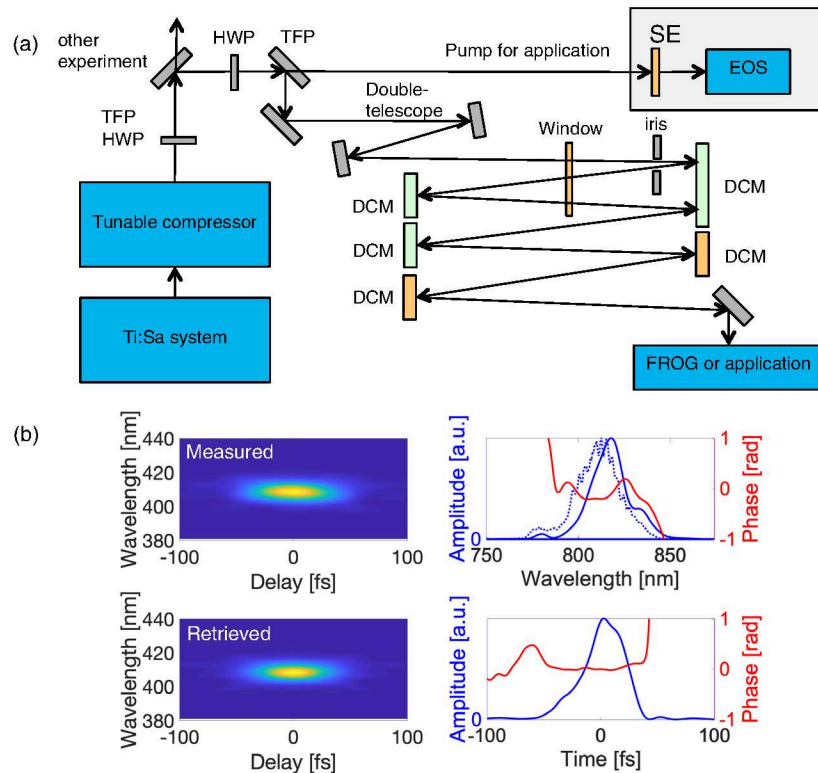 (a)
other
experiment
HWP
TFP
Pump for application
SE
EOS
Double-
telescope
TFP
HWP
Window
iris
Tunable compressor
DCM
DCM
DCM
DCM
DCM
Ti:Sa system
FROG or application
(b)
Wavelength [nm]
440
420
400
380
Measured
-100
0
100
Delay [fs]
Amplitude [a.u.]
0
750
800
850
Wavelength [nm]
1
0
-1
Phase [rad]
Wavelength [nm]
440
420
400
380
Retrieved
-100
0
100
Delay [fs]
Amplitude [a.u.]
0
-100
0
100
Time [fs]
1
0
-1
Phase [rad]